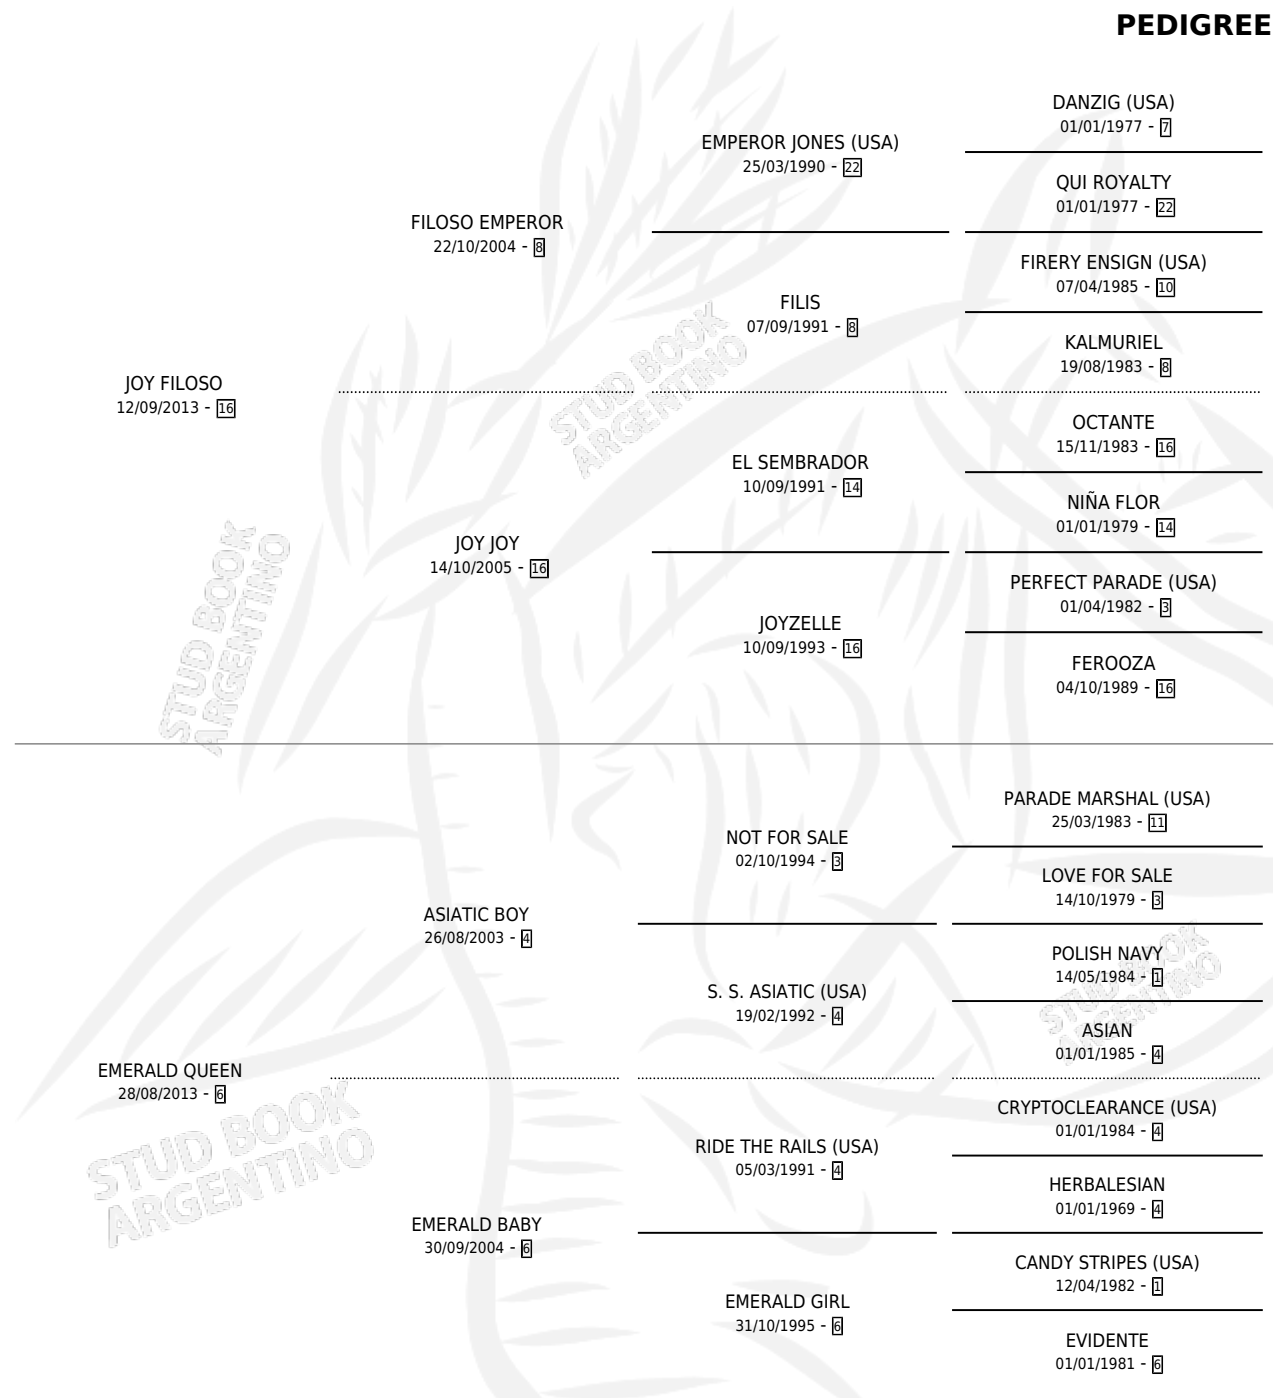 PEDIGREE
DANZIG (USA)
01/01/1977 - 7
EMPEROR JONES (USA)
25/03/1990 - 22
QUI ROYALTY
01/01/1977 - 22
FILOSO EMPEROR
22/10/2004 - 8
FIRERY ENSIGN (USA)
07/04/1985 - 10
FILIS
07/09/1991 - 8
KALMURIEL
19/08/1983 - 8
JOY FILOSO
12/09/2013 - 16
OCTANTE
15/11/1983 - 16
EL SEMBRADOR
10/09/1991 - 14
NIÑA FLOR
01/01/1979 - 14
JOY JOY
14/10/2005 - 16
PERFECT PARADE (USA)
01/04/1982 - 3
JOYZELLE
10/09/1993 - 16
FEROOZA
04/10/1989 - 16
PARADE MARSHAL (USA)
25/03/1983 - 11
NOT FOR SALE
02/10/1994 - 3
LOVE FOR SALE
14/10/1979 - 3
ASIATIC BOY
26/08/2003 - 4
POLISH NAVY
14/05/1984 - 1
S. S. ASIATIC (USA)
19/02/1992 - 4
ASIAN
01/01/1985 - 4
EMERALD QUEEN
28/08/2013 - 6
CRYPTOCLEARANCE (USA)
01/01/1984 - 4
RIDE THE RAILS (USA)
05/03/1991 - 4
HERBALESIAN
01/01/1969 - 4
EMERALD BABY
30/09/2004 - 6
CANDY STRIPES (USA)
12/04/1982 - 1
EMERALD GIRL
31/10/1995 - 6
EVIDENTE
01/01/1981 - 6
STUD BOOK
ARGENTINO
STUD BOOK
ARGENTINO
STUD BOOK
ARGENTINO
STUD BOOK
ARGENTINO